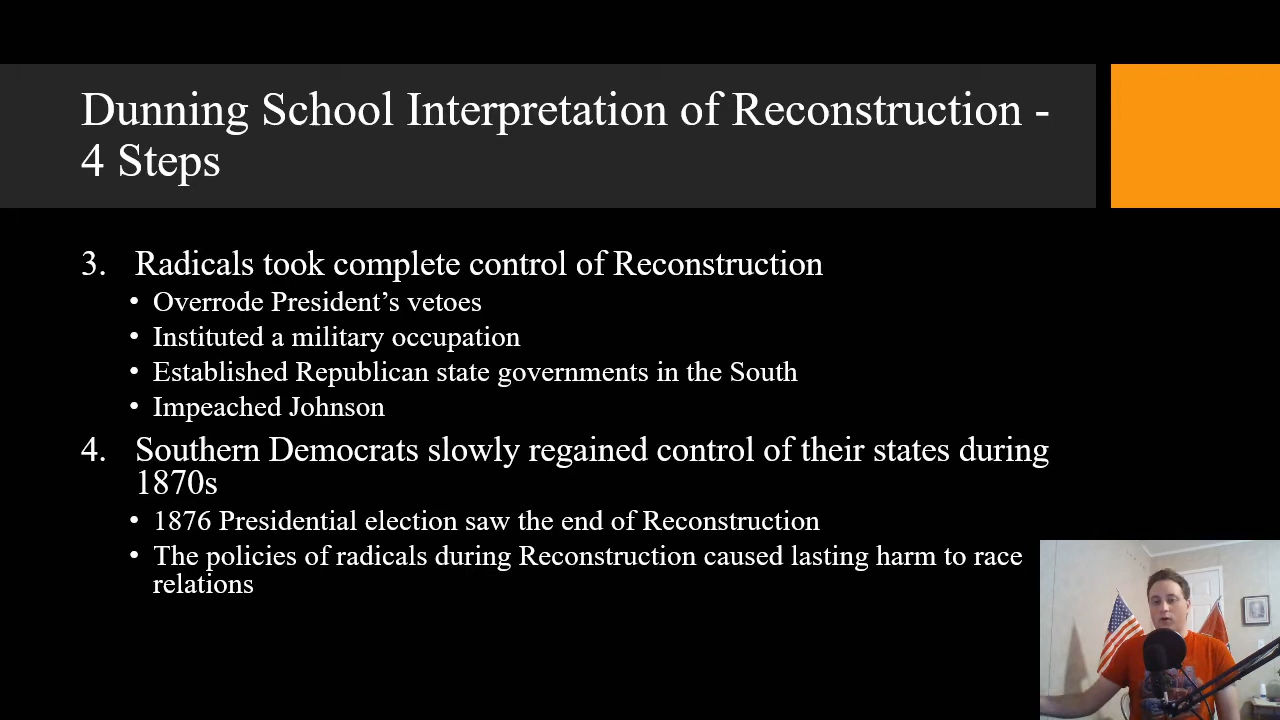 Dunning School Interpretation of Reconstruction -
4 Steps
3. Radicals took complete control of Reconstruction
• Overrode President’s vetoes
• Instituted a military occupation
• Established Republican state governments in the South
• Impeached Johnson
4. Southern Democrats slowly regained control of their states during
1870s
• 1876 Presidential election saw the end of Reconstruction
• The policies of radicals during Reconstruction caused lasting harm to race
relations